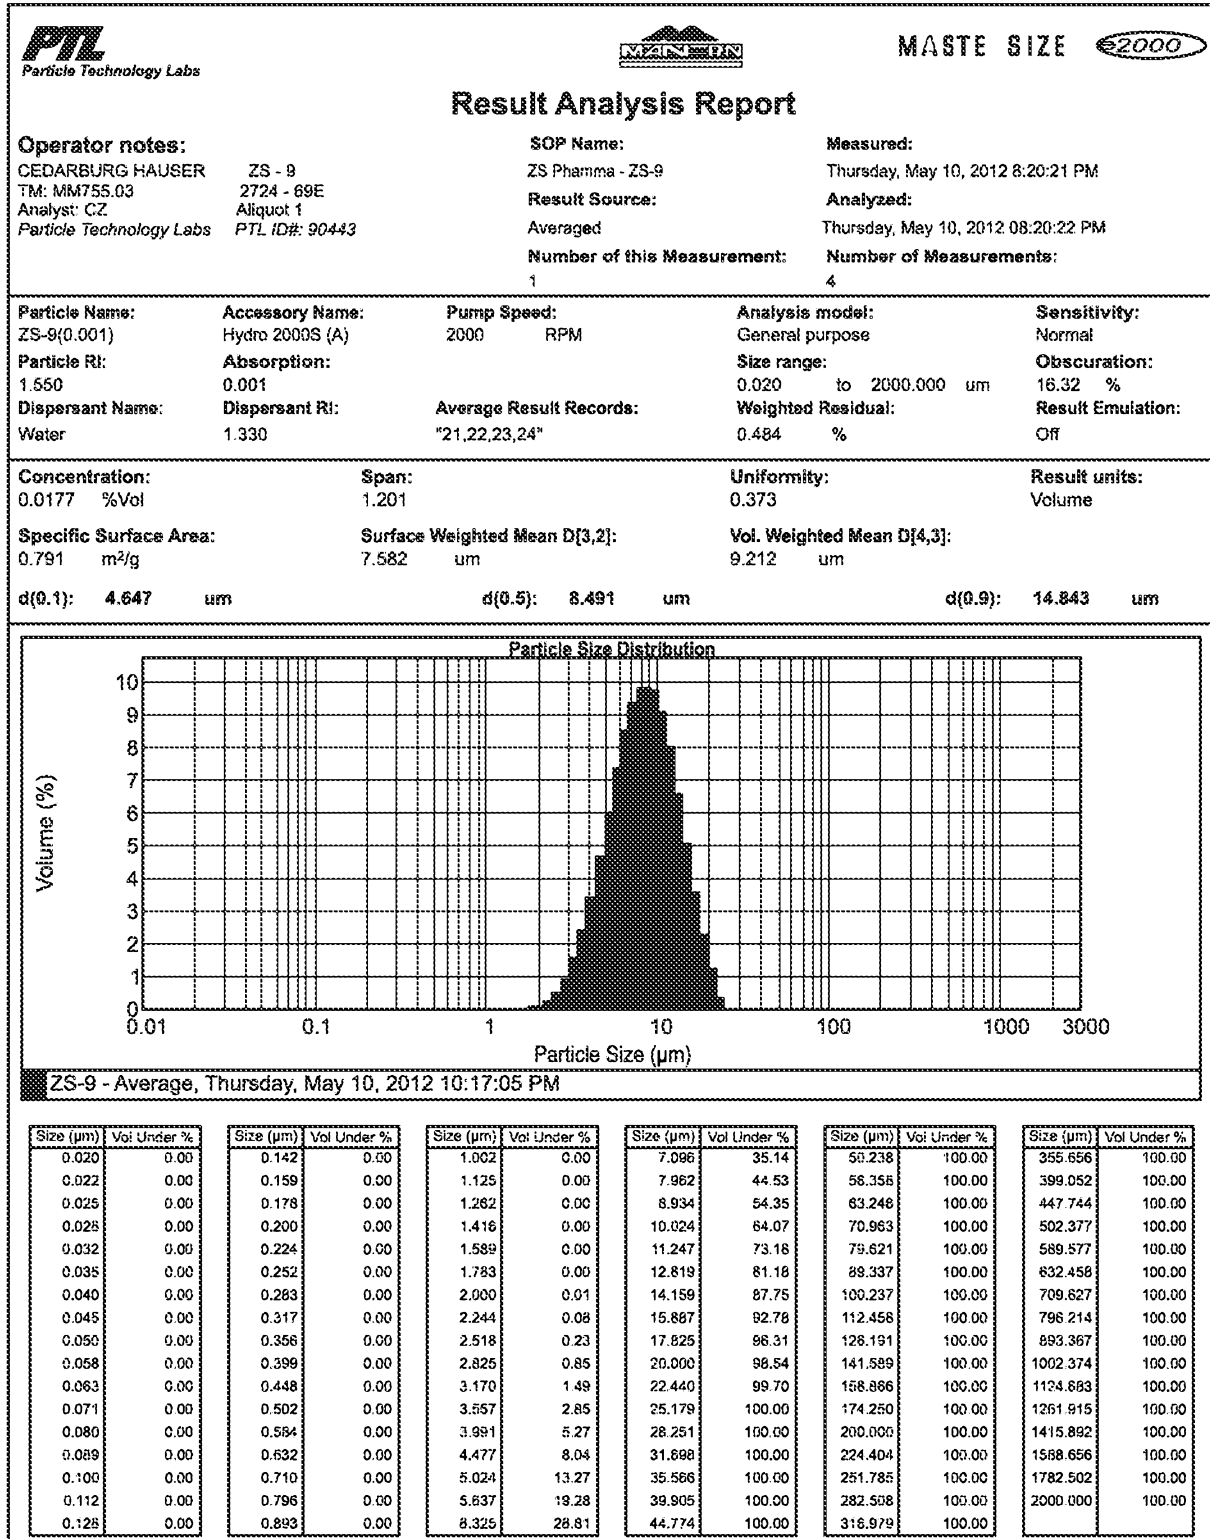 PTL
Particle Technology Labs
MASTE SIZE e2000
Result Analysis Report
Operator notes:
CEDARBURG HAUSER ZS - 9
TM: MM755.03 2724 - 69E
Analyst: CZ Aliquot 1
Particle Technology Labs PTL ID#: 90443
SOP Name:
ZS Phamma - ZS-9
Result Source:
Averaged
Number of this Measurement:
1
Measured:
Thursday, May 10, 2012 8:20:21 PM
Analyzed:
Thursday, May 10, 2012 08:20:22 PM
Number of Measurements:
4
Particle Name: Accessory Name: Pump Speed: Analysis model: Sensitivity:
ZS-9(0.001) Hydro 2000S (A) 2000 RPM General purpose Normal
Particle RI: Absorption: Size range: Obscuration:
1.550 0.001 0.020 to 2000.000 um 16.32 %
Dispersant Name: Dispersant RI: Average Result Records: Weighted Residual: Result Emulation:
Water 1.330 "21,22,23,24" 0.484 % Off
Concentration: Span: Uniformity: Result units:
0.0177 %Vol 1.201 0.373 Volume
Specific Surface Area: Surface Weighted Mean D[3,2]: Vol. Weighted Mean D[4,3]:
0.791 m²/g 7.582 um 9.212 um
d(0.1): 4.647 um d(0.5): 8.491 um d(0.9): 14.843 um
Particle Size Distribution
Volume (%)
10
9
8
7
6
5
4
3
2
1
0
0.01 0.1 1 10 100 1000 3000
Particle Size (µm)
ZS-9 - Average, Thursday, May 10, 2012 10:17:05 PM
Size (µm) Vol Under % Size (µm) Vol Under % Size (µm) Vol Under % Size (µm) Vol Under % Size (µm) Vol Under % Size (µm) Vol Under %
0.020 0.00 0.142 0.00 1.002 0.00 7.096 35.14 50.238 100.00 355.656 100.00
0.022 0.00 0.159 0.00 1.125 0.00 7.962 44.53 56.358 100.00 399.052 100.00
0.025 0.00 0.178 0.00 1.262 0.00 8.934 54.35 63.246 100.00 447.744 100.00
0.028 0.00 0.200 0.00 1.416 0.00 10.024 64.07 70.963 100.00 502.377 100.00
0.032 0.00 0.224 0.00 1.589 0.00 11.247 73.18 79.621 100.00 589.577 100.00
0.035 0.00 0.252 0.00 1.783 0.00 12.819 81.18 89.337 100.00 632.458 100.00
0.040 0.00 0.283 0.00 2.000 0.01 14.159 87.75 100.237 100.00 709.627 100.00
0.045 0.00 0.317 0.00 2.244 0.08 15.887 92.78 112.458 100.00 796.214 100.00
0.050 0.00 0.356 0.00 2.518 0.23 17.825 96.31 126.191 100.00 893.367 100.00
0.058 0.00 0.399 0.00 2.825 0.85 20.000 98.54 141.589 100.00 1002.374 100.00
0.063 0.00 0.448 0.00 3.170 1.49 22.440 99.70 158.866 100.00 1124.683 100.00
0.071 0.00 0.502 0.00 3.557 2.85 25.179 100.00 174.250 100.00 1261.915 100.00
0.080 0.00 0.564 0.00 3.991 5.27 28.251 100.00 200.000 100.00 1415.892 100.00
0.089 0.00 0.632 0.00 4.477 8.04 31.698 100.00 224.404 100.00 1588.656 100.00
0.100 0.00 0.710 0.00 5.024 13.27 35.566 100.00 251.785 100.00 1782.502 100.00
0.112 0.00 0.796 0.00 5.637 19.28 39.905 100.00 282.508 100.00 2000.000 100.00
0.126 0.00 0.893 0.00 6.325 28.81 44.774 100.00 316.979 100.00